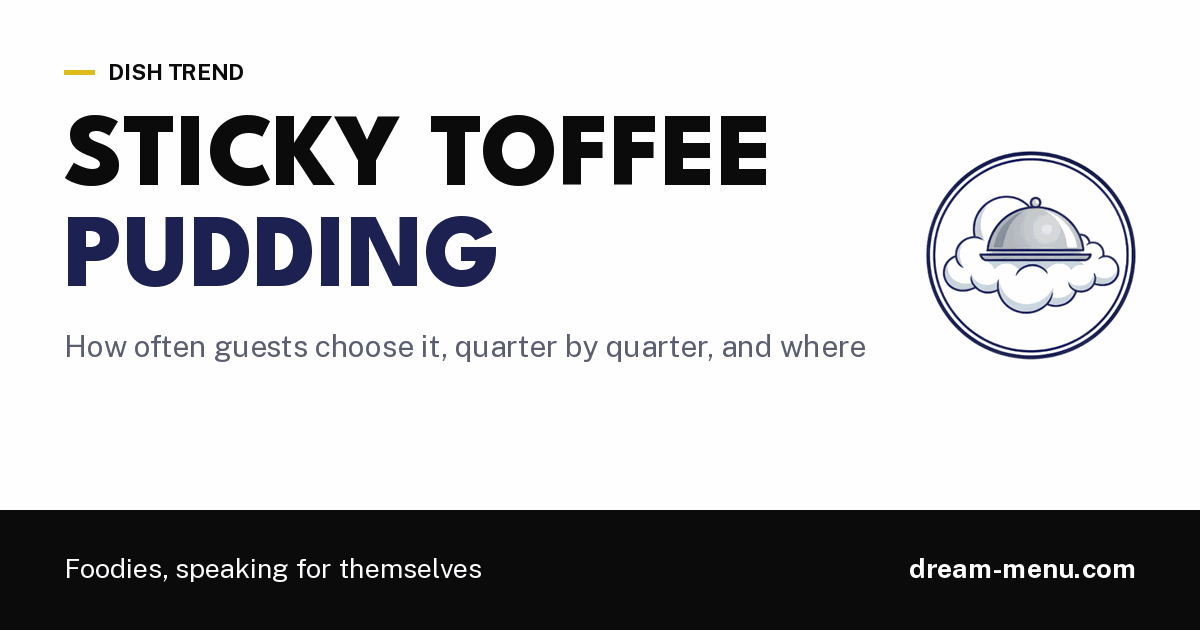 DISH TREND
STICKY TOFFEE
PUDDING
How often guests choose it, quarter by quarter, and where
Foodies, speaking for themselves
dream-menu.com